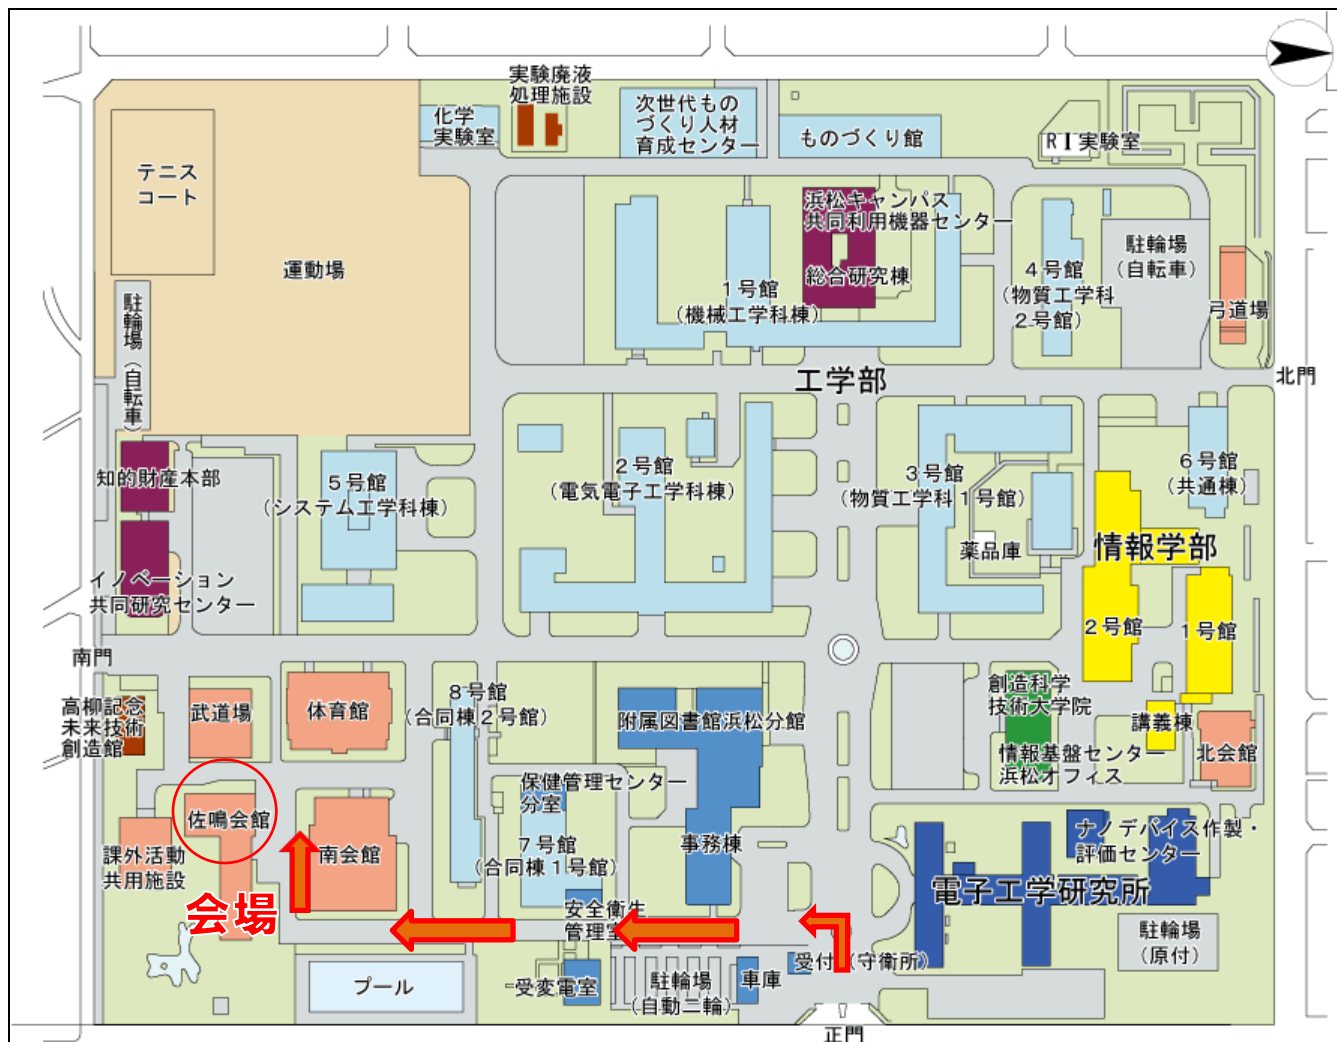 実験廃液
処理施設
化学
実験室
次世代もの
づくり人材
育成センター
ものづくり館
RI実験室
テニス
コート
運動場
浜松キャンパス
共同利用機器センター
総合研究棟
1号館
(機械工学科棟)
4号館
(物質工学科
2号館)
駐輪場
(自転車)
弓道場
駐輪場(自転車)
工学部
北門
知的財産本部
5号館
(システム工学科棟)
2号館
(電気電子工学科棟)
3号館
(物質工学科1号館)
薬品庫
6号館
(共通棟)
情報学部
イノベーション
共同研究センター
2号館
1号館
南門
高柳記念
未来技術
創造館
武道場
体育館
8号館
(合同棟2号館)
附属図書館浜松分館
創造科学
技術大学院
情報基盤センター
浜松オフィス
講義棟
北会館
保健管理センター
分室
佐鳴会館
南会館
7号館
(合同棟1号館)
事務棟
ナノデバイス作製・
評価センター
課外活動
共用施設
電子工学研究所
会場
安全衛生
管理室
受付(守衛所)
駐輪場
(原付)
プール
受変電室
駐輪場
(自動二輪)
車庫
正門